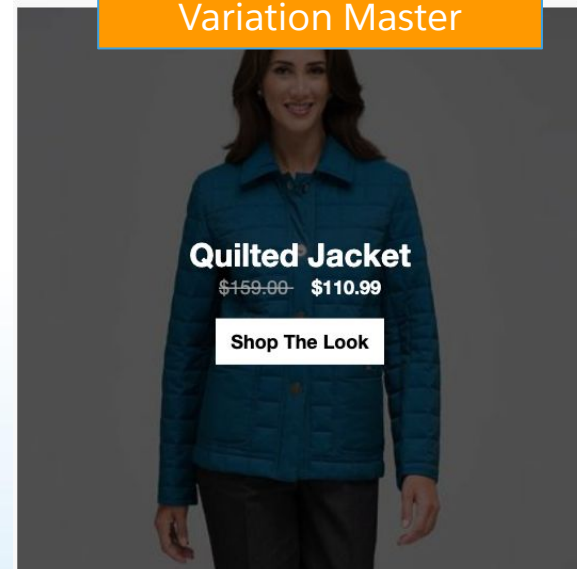 Variation Master
Quilted Jacket
$159.00 $110.99
Shop The Look